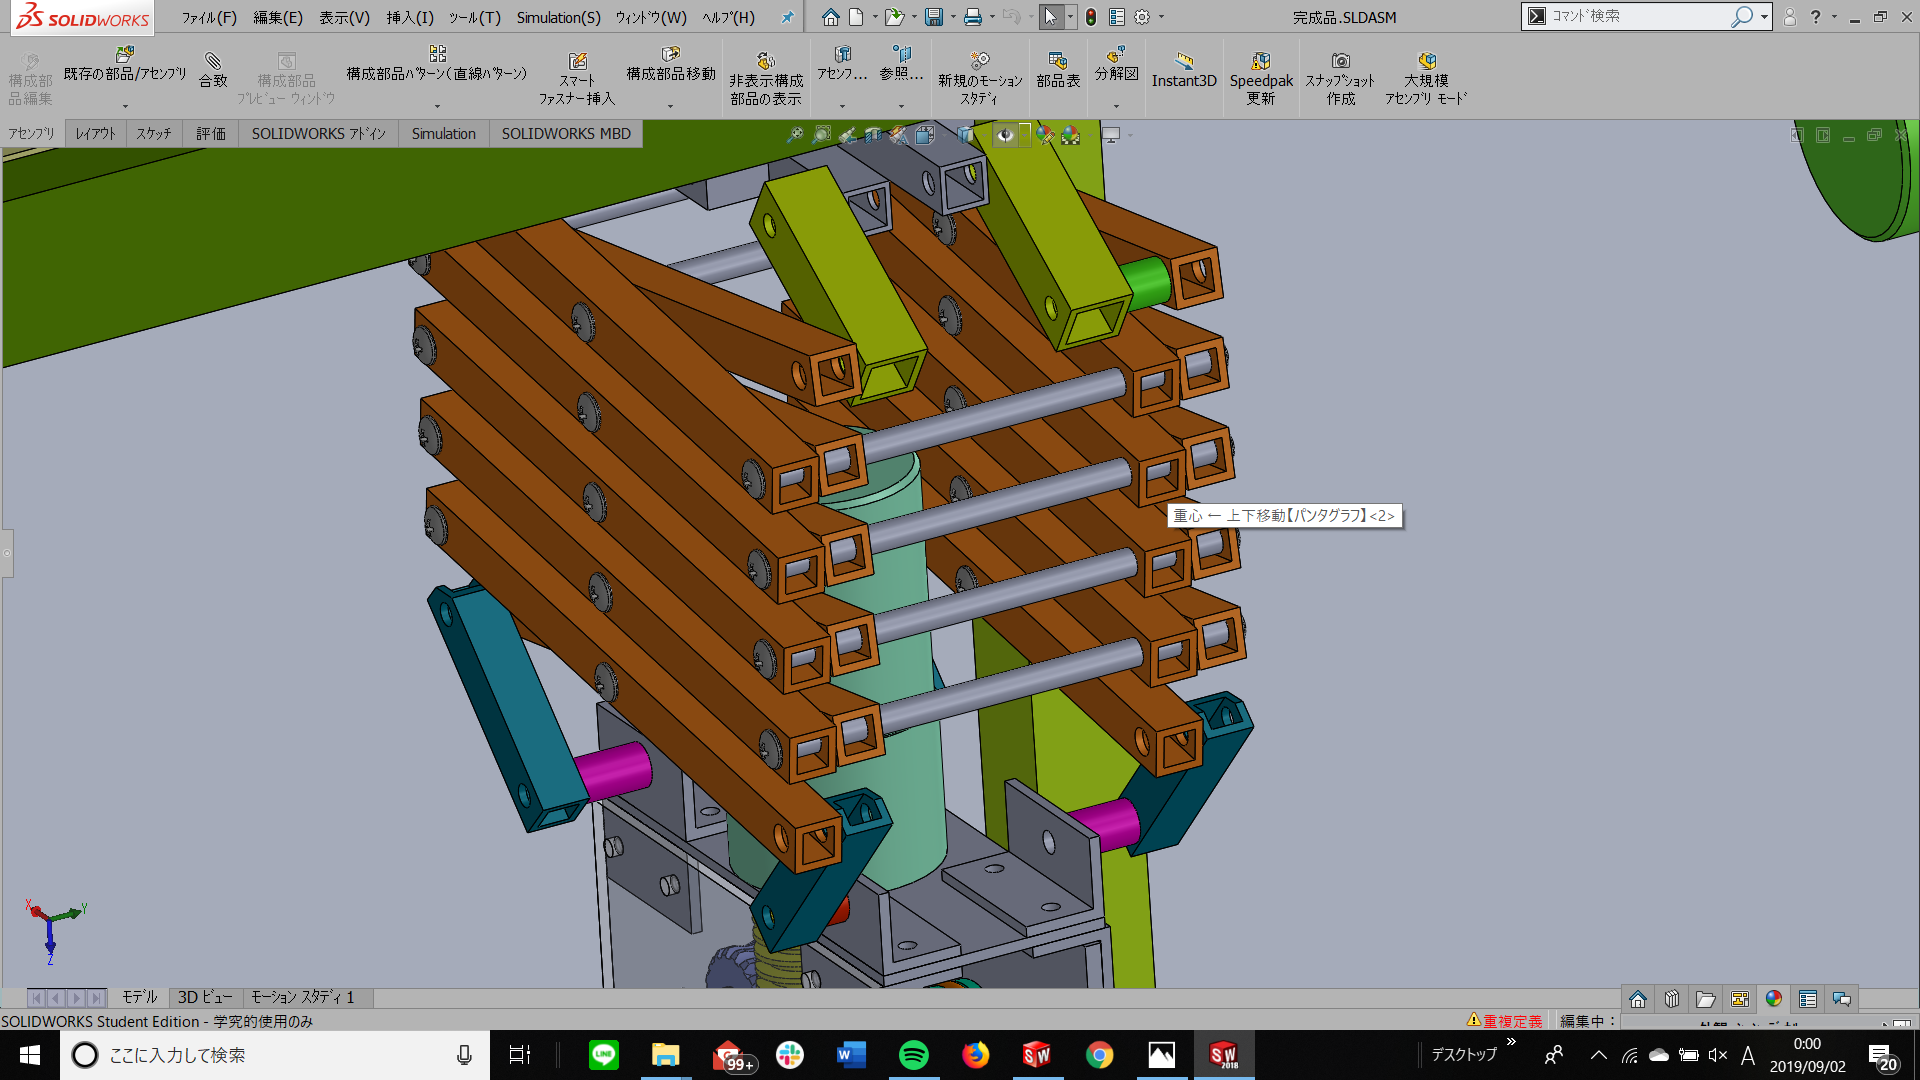 SOLIDWORKS
ファイル(F) 編集(E) 表示(V) 挿入(I) ツール(T) Simulation(S) ウィンドウ(W) ヘルプ(H)
完成品.SLDASM
コマンド検索
構成部品編集
既存の部品/アセンブリ
合致
構成部品プレビュー ウィンドウ
構成部品パターン(直線パターン)
スマート ファスナー挿入
構成部品移動
非表示構成部品の表示
アセンブ...
参照...
新規のモーション スタディ
部品表
分解図
Instant3D
Speedpak 更新
スナップショット作成
大規模アセンブリ モード
アセンブリ レイアウト スケッチ 評価 SOLIDWORKS アドイン Simulation SOLIDWORKS MBD
重心 ← 上下移動【パンタグラフ】<2>
X
Y
Z
モデル 3D ビュー モーション スタディ 1
SOLIDWORKS Student Edition - 学究的使用のみ
重複定義 編集中：
ここに入力して検索
LINE
99+
W
SW
SW
2018
デスクトップ
A
0:00
2019/09/02
20